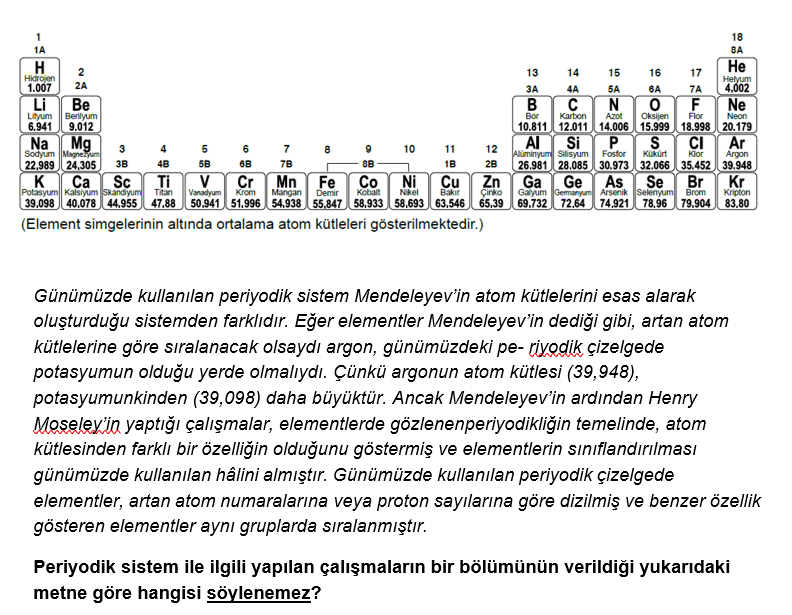 1 18
1A 8A
H He
Hidrojen 2 13 14 15 16 17 Helyum
1.007 2A 3A 4A 5A 6A 7A 4,002
Li Be B C N O F Ne
Lityum Berilyum Bor Karbon Azot Oksijen Flor Neon
6.941 9.012 10.811 12.011 14.006 15.999 18.998 20.179
Na Mg 3 4 5 6 7 8 9 10 11 12 Al Si P S Cl Ar
Sodyum Magnezyum 3B 4B 5B 6B 7B 8B 1B 2B Alüminyum Silisyum Fosfor Kükürt Klor Argon
22,989 24,305 26.981 28.085 30.973 32.066 35.452 39.948
K Ca Sc Ti V Cr Mn Fe Co Ni Cu Zn Ga Ge As Se Br Kr
Potasyum Kalsiyum Skandiyum Titan Vanadyum Krom Mangan Demir Kobalt Nikel Bakır Çinko Galyum Germanyum Arsenik Selenyum Brom Kripton
39,098 40,078 44,955 47,88 50,941 51,996 54,938 55,847 58,933 58,693 63,546 65,39 69,732 72,64 74,921 78,96 79,904 83,80
(Element simgelerinin altında ortalama atom kütleleri gösterilmektedir.)
Günümüzde kullanılan periyodik sistem Mendeleyev’in atom kütlelerini esas alarak
oluşturduğu sistemden farklıdır. Eğer elementler Mendeleyev’in dediği gibi, artan atom
kütlelerine göre sıralanacak olsaydı argon, günümüzdeki pe- riyodik çizelgede
potasyumun olduğu yerde olmalıydı. Çünkü argonun atom kütlesi (39,948),
potasyumunkinden (39,098) daha büyüktür. Ancak Mendeleyev’in ardından Henry
Moseley’in yaptığı çalışmalar, elementlerde gözlenenperiyodikliğin temelinde, atom
kütlesinden farklı bir özelliğin olduğunu göstermiş ve elementlerin sınıflandırılması
günümüzde kullanılan hâlini almıştır. Günümüzde kullanılan periyodik çizelgede
elementler, artan atom numaralarına veya proton sayılarına göre dizilmiş ve benzer özellik
gösteren elementler aynı gruplarda sıralanmıştır.
Periyodik sistem ile ilgili yapılan çalışmaların bir bölümünün verildiği yukarıdaki
metne göre hangisi söylenemez?